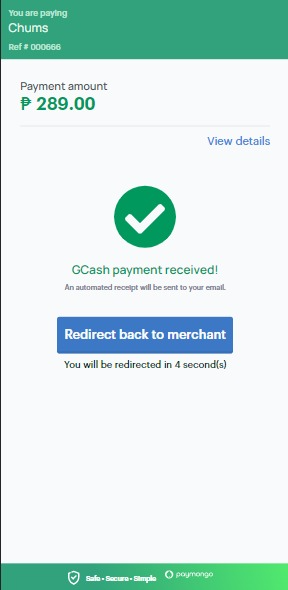 You are paying
Chums
Ref # 000666
Payment amount
₱ 289.00
View details
GCash payment received!
An automated receipt will be sent to your email.
Redirect back to merchant
You will be redirected in 4 second(s)
Safe • Secure • Simple
paymongo